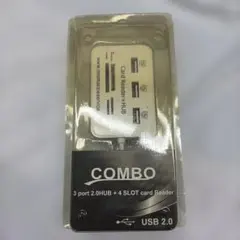 Card Reader + HUB
COMBO
3 port 2.0HUB + 4 SLOT card Reader
USB 2.0